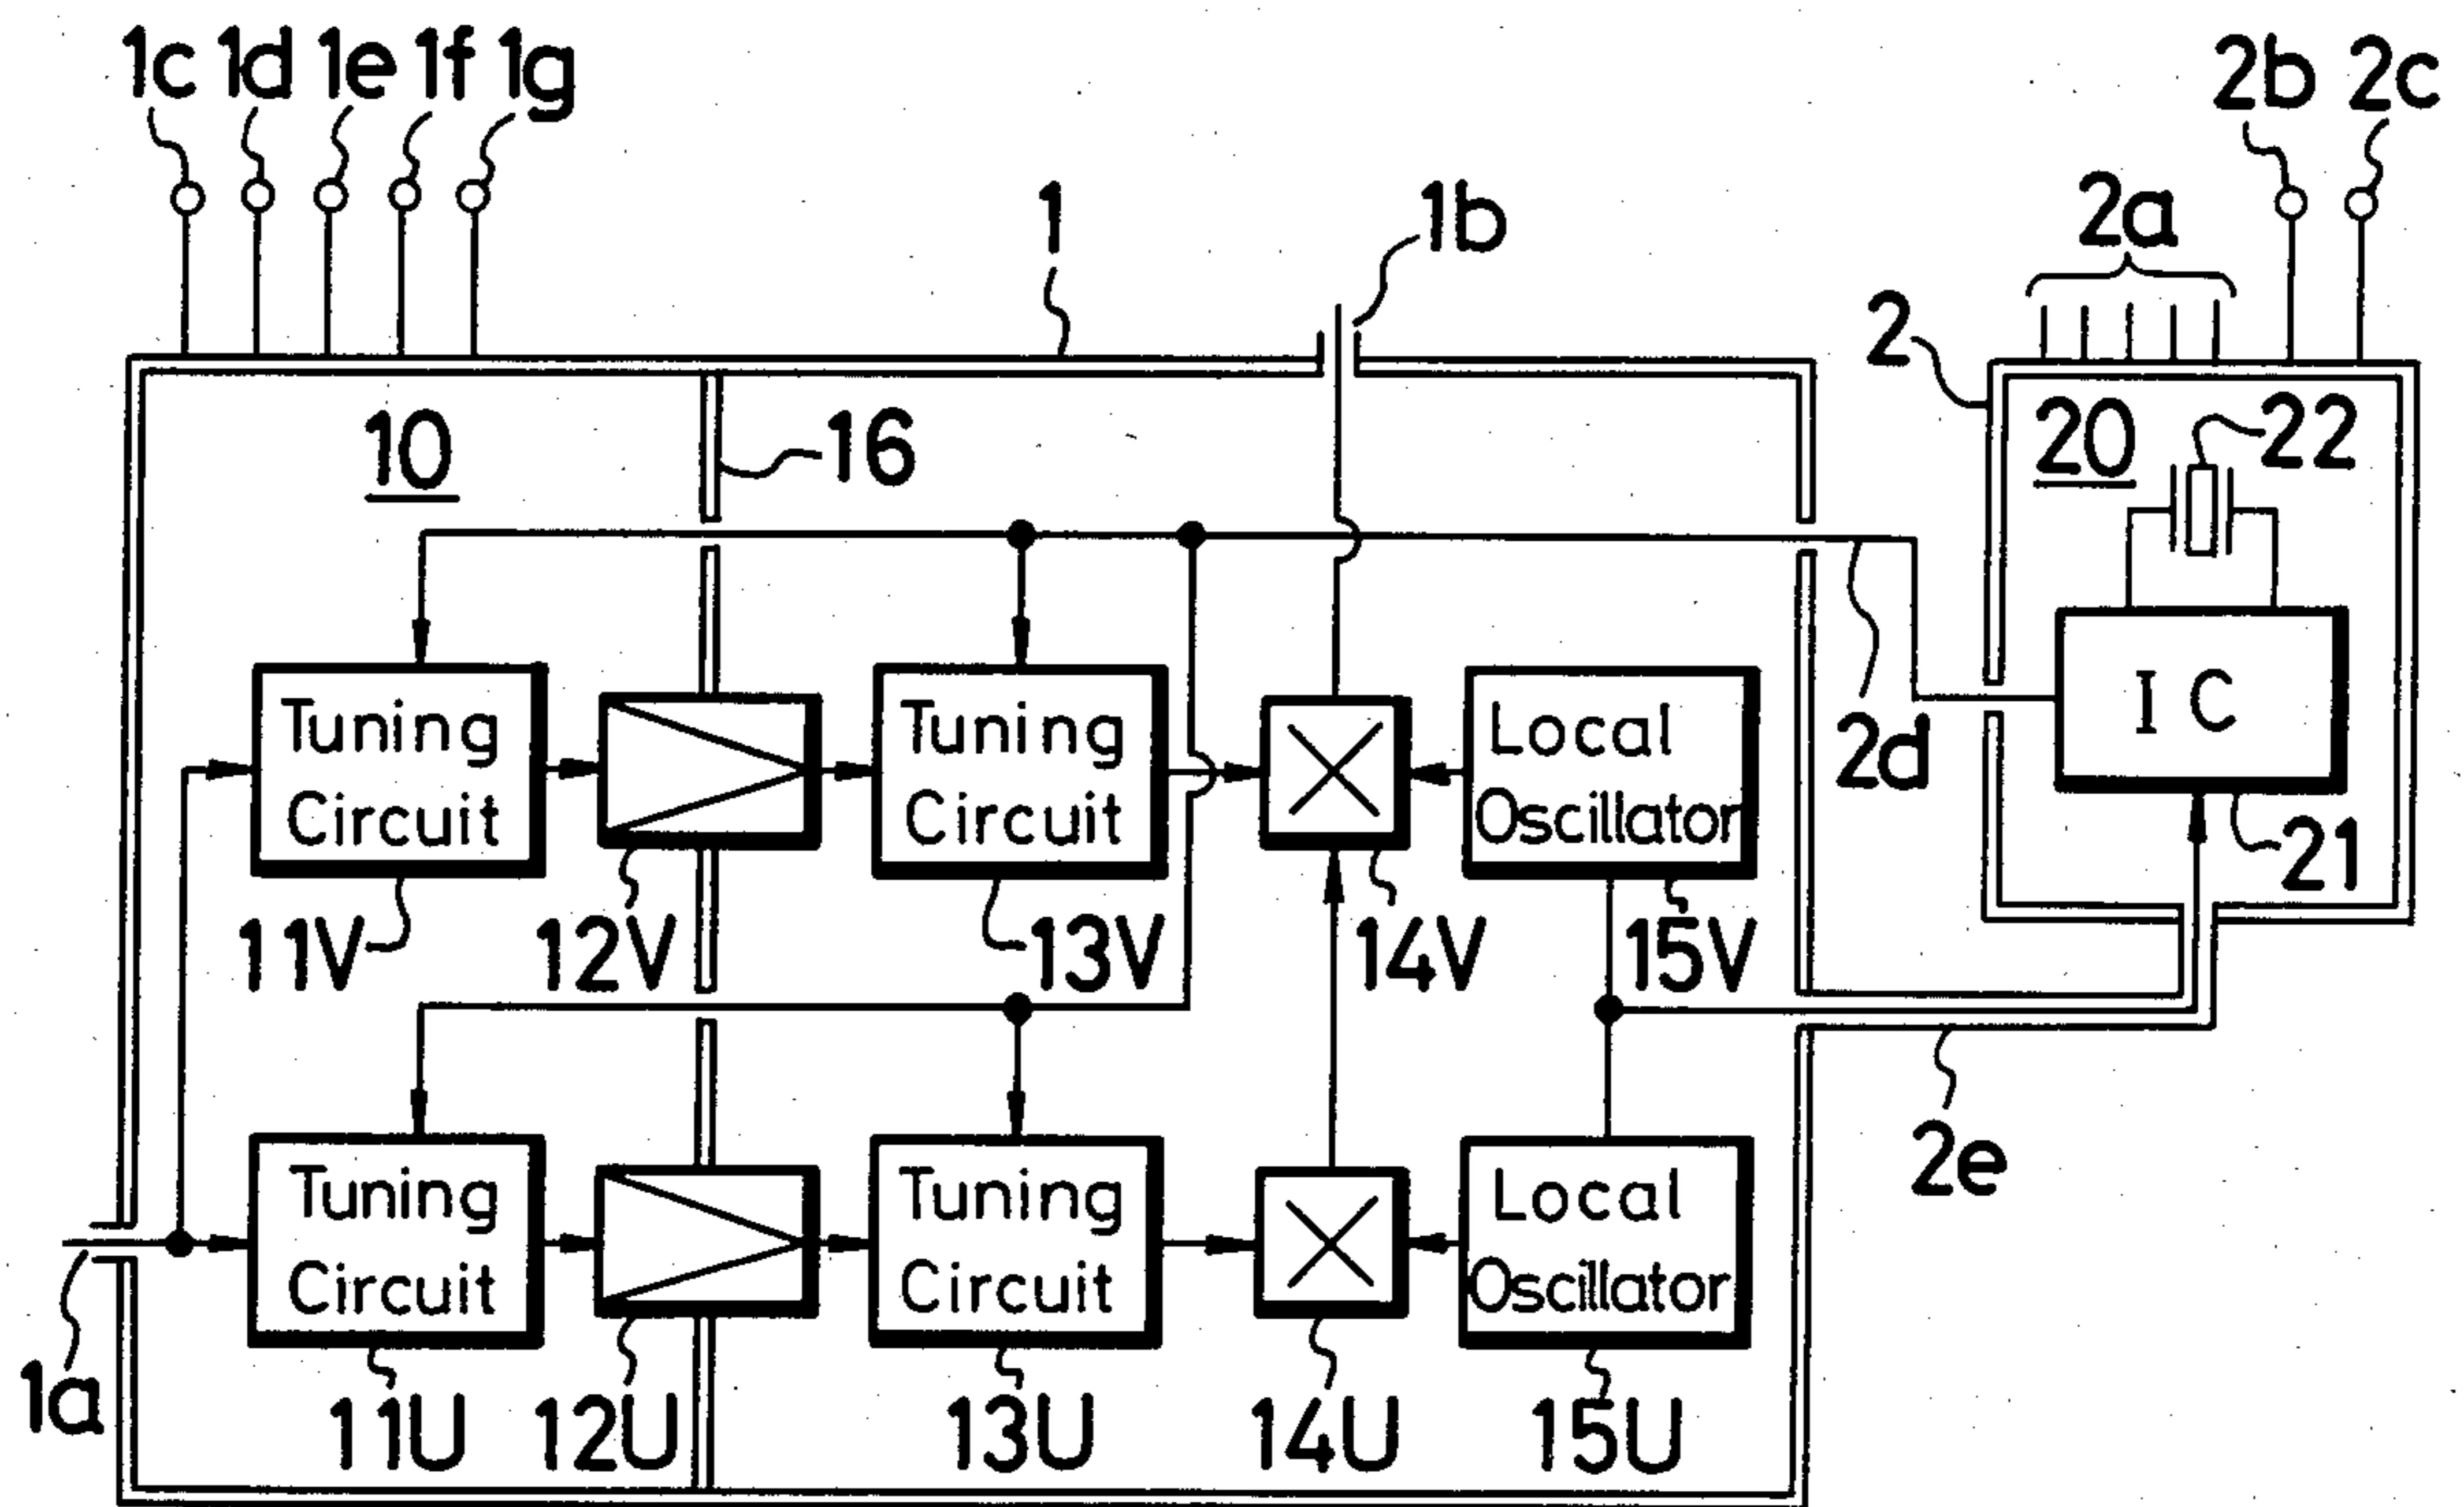 1c 1d 1e 1f 1g
2b 2c
1
1b
2a
2
10
16
20
22
Tuning
Circuit
Tuning
Circuit
Local
Oscillator
I C
2d
21
11V
12V
13V
14V
15V
Tuning
Circuit
Tuning
Circuit
Local
Oscillator
2e
1a
11U
12U
13U
14U
15U